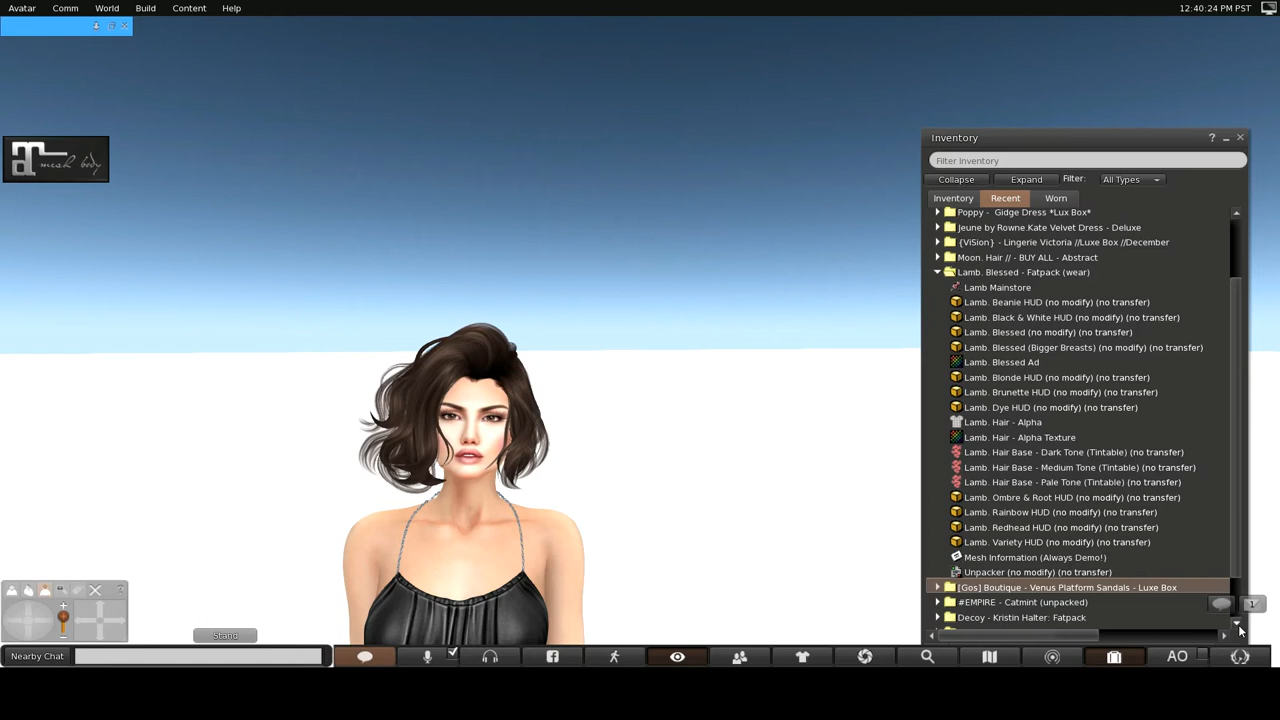 Avatar Comm World Build Content Help 12:40:24 PM PST
mesh body
Inventory ?
Filter Inventory
Collapse Expand Filter: All Types
Inventory Recent Worn
Poppy - Gidge Dress *Lux Box*
Jeune by Rowne.Kate Velvet Dress - Deluxe
{ViSion} - Lingerie Victoria //Luxe Box //December
Moon. Hair // - BUY ALL - Abstract
Lamb. Blessed - Fatpack (wear)
Lamb Mainstore
Lamb. Beanie HUD (no modify) (no transfer)
Lamb. Black & White HUD (no modify) (no transfer)
Lamb. Blessed (no modify) (no transfer)
Lamb. Blessed (Bigger Breasts) (no modify) (no transfer)
Lamb. Blessed Ad
Lamb. Blonde HUD (no modify) (no transfer)
Lamb. Brunette HUD (no modify) (no transfer)
Lamb. Dye HUD (no modify) (no transfer)
Lamb. Hair - Alpha
Lamb. Hair - Alpha Texture
Lamb. Hair Base - Dark Tone (Tintable) (no transfer)
Lamb. Hair Base - Medium Tone (Tintable) (no transfer)
Lamb. Hair Base - Pale Tone (Tintable) (no transfer)
Lamb. Ombre & Root HUD (no modify) (no transfer)
Lamb. Rainbow HUD (no modify) (no transfer)
Lamb. Redhead HUD (no modify) (no transfer)
Lamb. Variety HUD (no modify) (no transfer)
Mesh Information (Always Demo!)
Unpacker (no modify) (no transfer)
[Gos] Boutique - Venus Platform Sandals - Luxe Box
#EMPIRE - Catmint (unpacked)
1
Decoy - Kristin Halter: Fatpack
Stand
Nearby Chat
AO